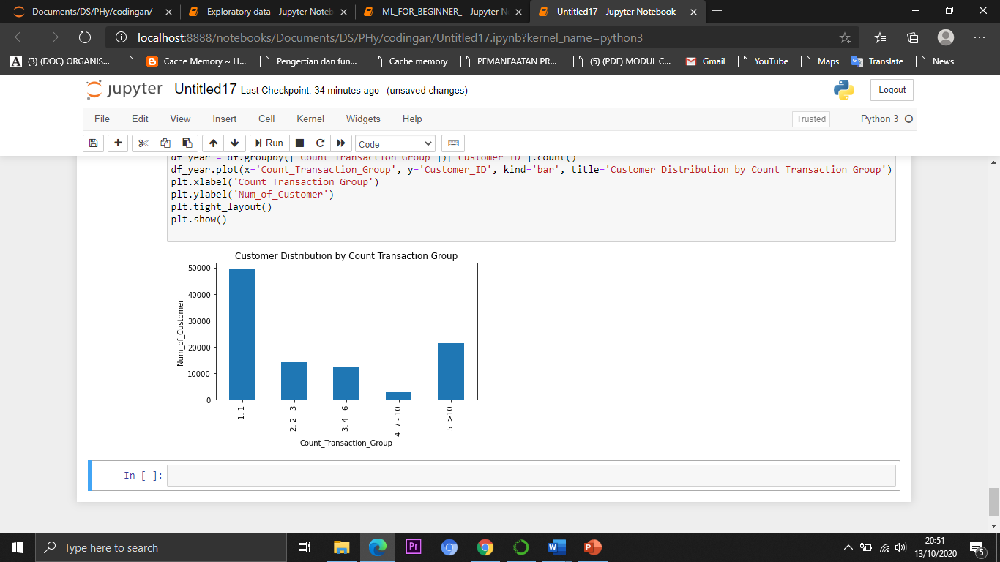 Documents/DS/PHy/codingan/
Exploratory data - Jupyter Noteb
ML_FOR_BEGINNER_ - Jupyter N
Untitled17 - Jupyter Notebook
localhost:8888/notebooks/Documents/DS/PHy/codingan/Untitled17.ipynb?kernel_name=python3
(3) (DOC) ORGANIS... Cache Memory ~ H... Pengertian dan fun... Cache memory PEMANFAATAN PR... (5) (PDF) MODUL C... Gmail YouTube Maps Translate News
jupyter Untitled17 Last Checkpoint: 34 minutes ago (unsaved changes) Logout
File Edit View Insert Cell Kernel Widgets Help Trusted Python 3
Run Code
df_year = df.groupby(['Count_Transaction_Group'])['Customer_ID'].count()
df_year.plot(x='Count_Transaction_Group', y='Customer_ID', kind='bar', title='Customer Distribution by Count Transaction Group')
plt.xlabel('Count_Transaction_Group')
plt.ylabel('Num_of_Customer')
plt.tight_layout()
plt.show()
Customer Distribution by Count Transaction Group
Num_of_Customer
50000
40000
30000
20000
10000
0
1. 1
2. 2 - 3
3. 4 - 6
4. 7 - 10
5. >10
Count_Transaction_Group
In [ ]:
Type here to search
Pr
20:51
13/10/2020
5